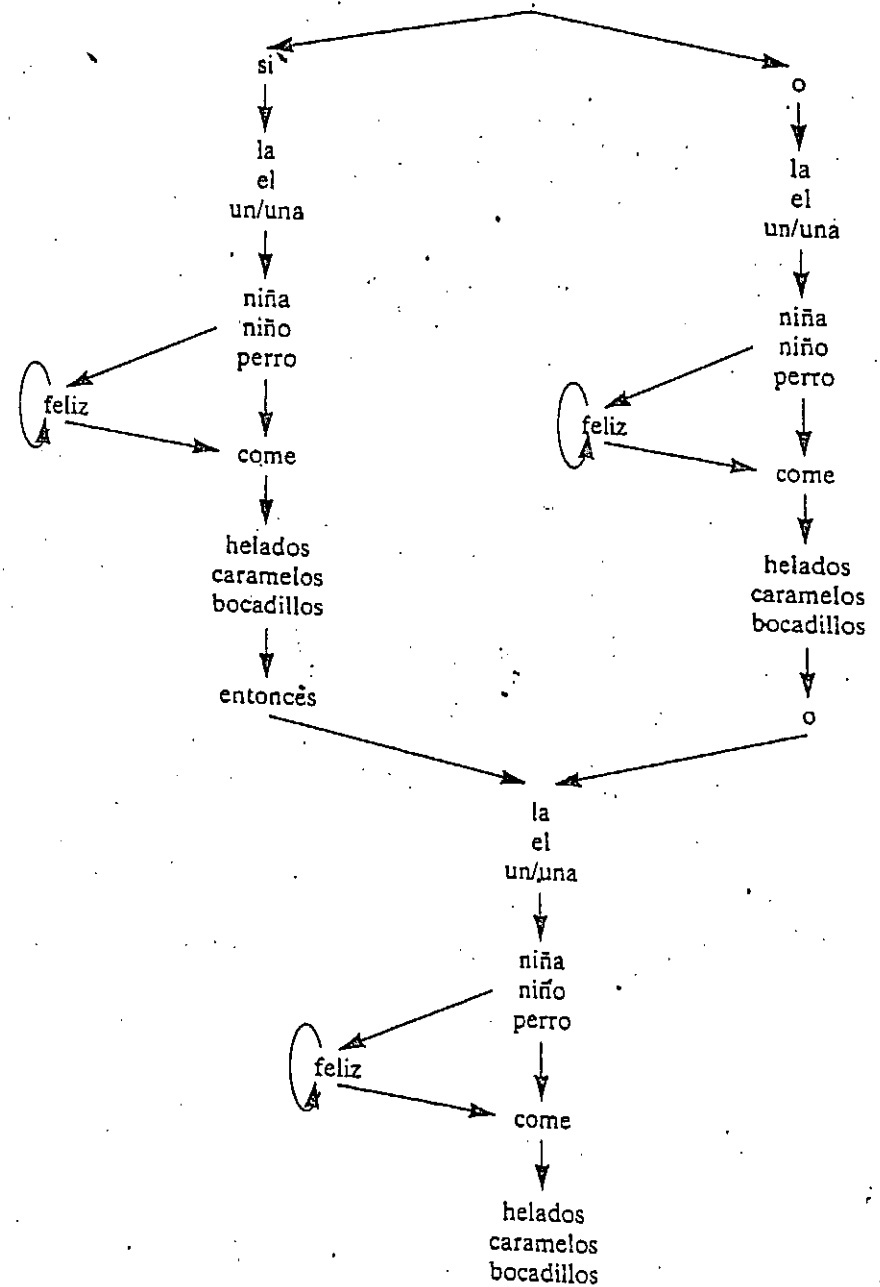 si
la
el
un/una
niña
niño
perro
feliz
come
helados
caramelos
bocadillos
entonces
o
la
el
un/una
niña
niño
perro
feliz
come
helados
caramelos
bocadillos
o
la
el
un/una
niña
niño
perro
feliz
come
helados
caramelos
bocadillos